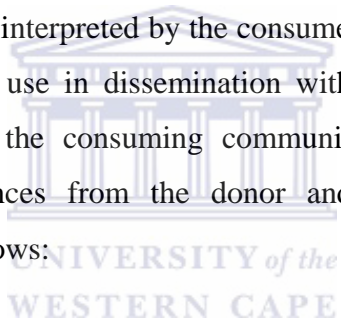 interpreted by the consume
use in dissemination with
the consuming communi
nces from the donor and
ows:
UNIVERSITY of the
WESTERN CAPE